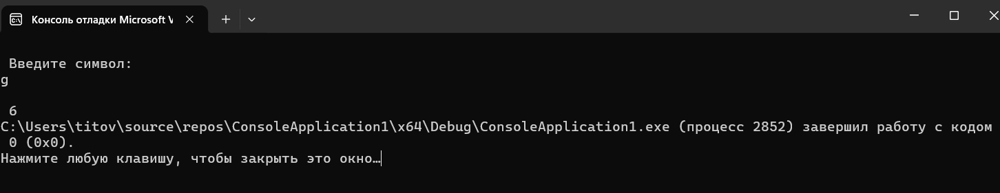 Консоль отладки Microsoft V
Введите символ:
g
6
C:\Users\titov\source\repos\ConsoleApplication1\x64\Debug\ConsoleApplication1.exe (процесс 2852) завершил работу с кодом
0 (0x0).
Нажмите любую клавишу, чтобы закрыть это окно…